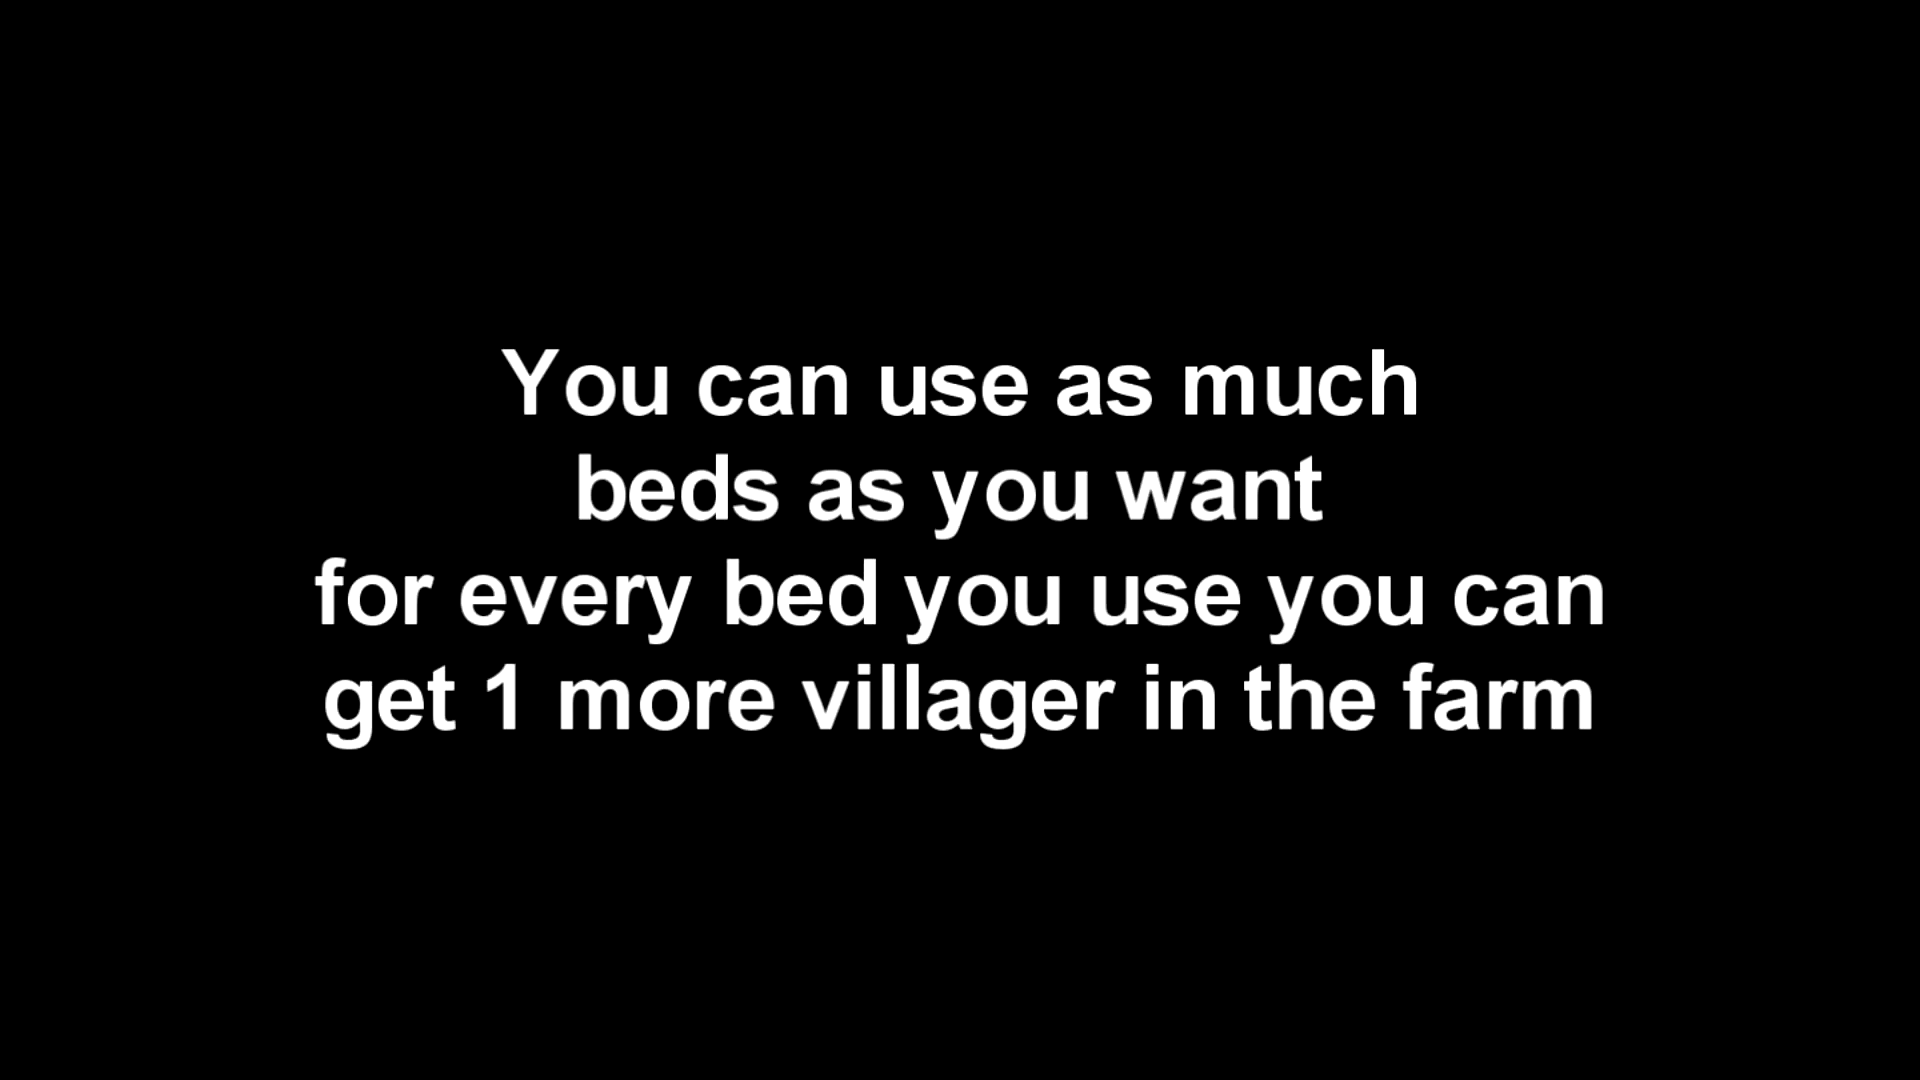 You can use as much
beds as you want
for every bed you use you can
get 1 more villager in the farm